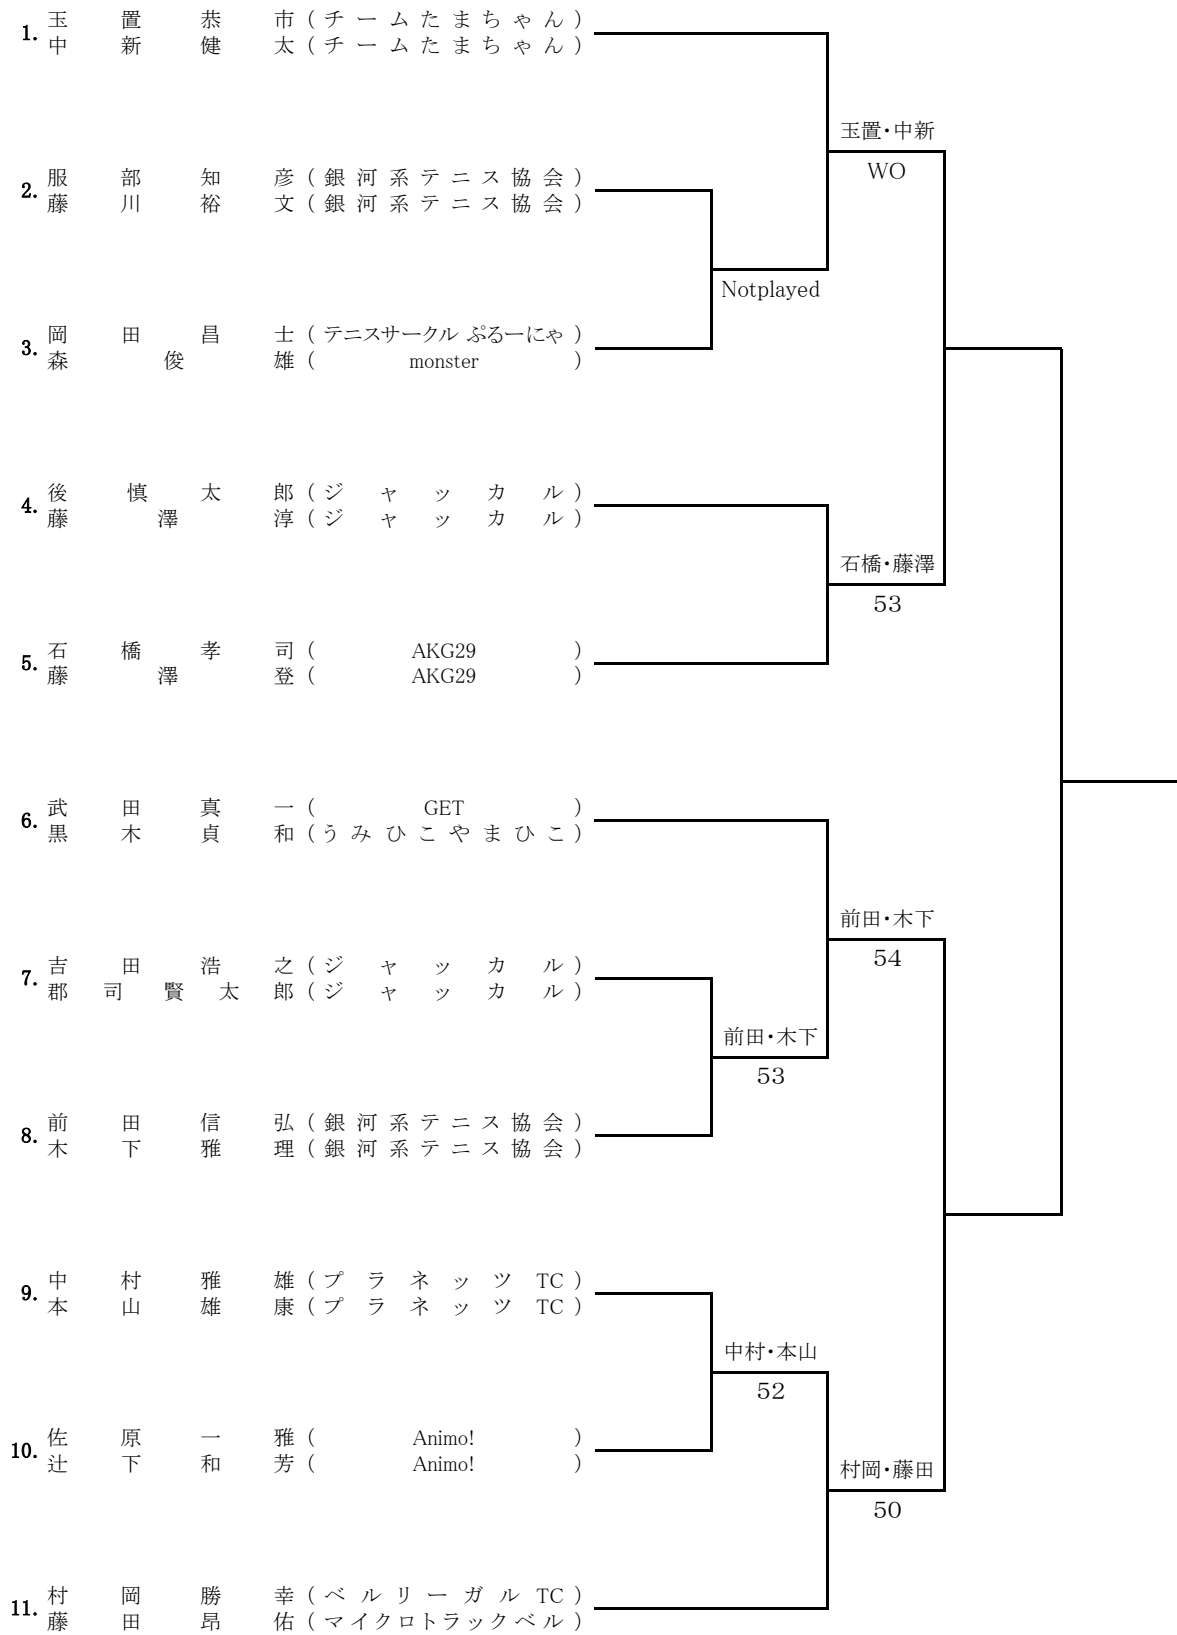 1. 玉置恭市(チームたまちゃん)
中新健太(チームたまちゃん)
玉置・中新
WO
2. 服部知彦(銀河系テニス協会)
藤川裕文(銀河系テニス協会)
Notplayed
3. 岡田昌士(テニスサークル ぷるーにゃ)
森俊雄(monster)
4. 後慎太郎(ジャッカル)
藤澤淳(ジャッカル)
石橋・藤澤
53
5. 石橋孝司(AKG29)
藤澤登(AKG29)
6. 武田真一(GET)
黒木貞和(うみひこやまひこ)
前田・木下
54
7. 吉田浩之(ジャッカル)
郡司賢太郎(ジャッカル)
前田・木下
53
8. 前田信弘(銀河系テニス協会)
木下雅理(銀河系テニス協会)
9. 中村雅雄(プラネッツTC)
本山雄康(プラネッツTC)
中村・本山
52
10. 佐原一雅(Animo!)
辻下和芳(Animo!)
村岡・藤田
50
11. 村岡勝幸(ベルリーガルTC)
藤田昂佑(マイクロトラックベル)